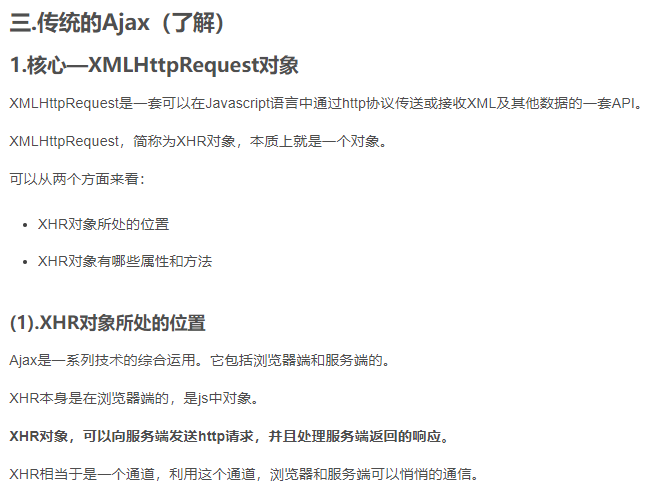 三.传统的Ajax（了解）
1.核心—XMLHttpRequest对象
XMLHttpRequest是一套可以在Javascript语言中通过http协议传送或接收XML及其他数据的一套API。
XMLHttpRequest，简称为XHR对象，本质上就是一个对象。
可以从两个方面来看：
• XHR对象所处的位置
• XHR对象有哪些属性和方法
(1).XHR对象所处的位置
Ajax是一系列技术的综合运用。它包括浏览器端和服务端的。
XHR本身是在浏览器端的，是js中对象。
XHR对象，可以向服务端发送http请求，并且处理服务端返回的响应。
XHR相当于是一个通道，利用这个通道，浏览器和服务端可以悄悄的通信。